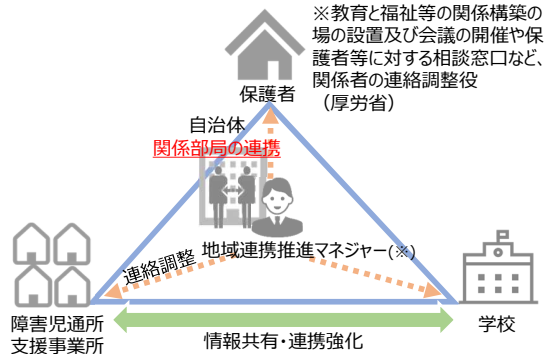 ※教育と福祉等の関係構築の
場の設置及び会議の開催や保
護者等に対する相談窓口など、
関係者の連絡調整役
（厚労省）
保護者
自治体
関係部局の連携
地域連携推進マネジャー(※)
連絡調整
障害児通所
支援事業所
学校
情報共有・連携強化